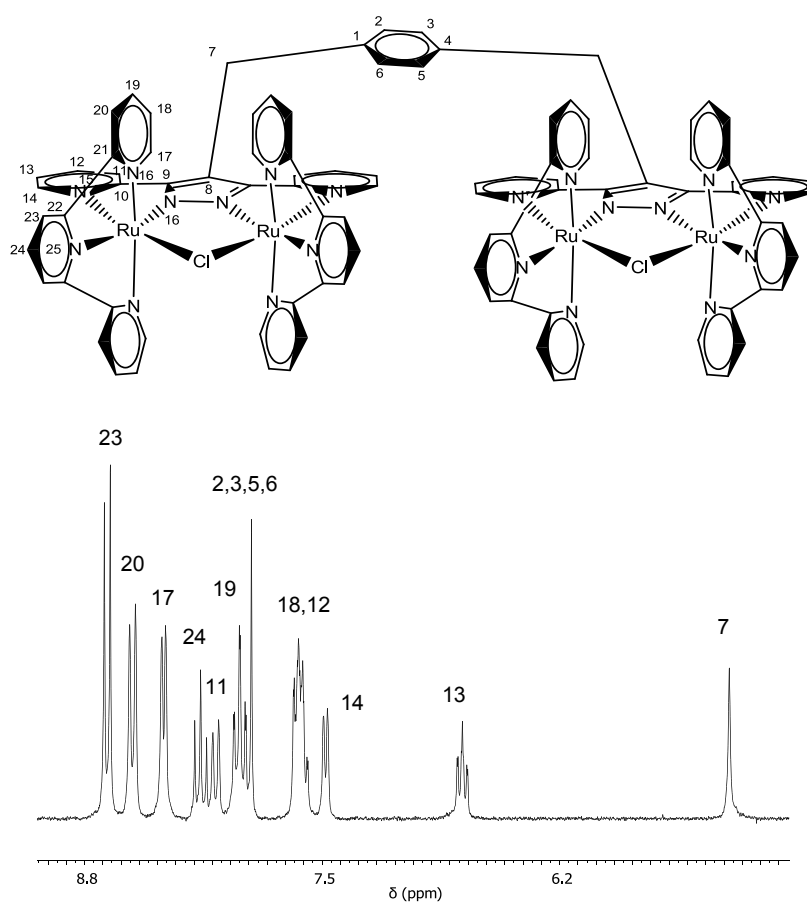 2 3
1 4
7 6 5
19
20 18
21 17
12 11 N 16 9 N N
13 15 N 10 8 N N N
14 16 N N N N
23 22
Ru Ru Ru Ru
24 25 N Cl N N Cl N
N N N N
23
2,3,5,6
20
17 19 18,12
24 7
11 14 13
8.8 7.5 6.2
δ (ppm)